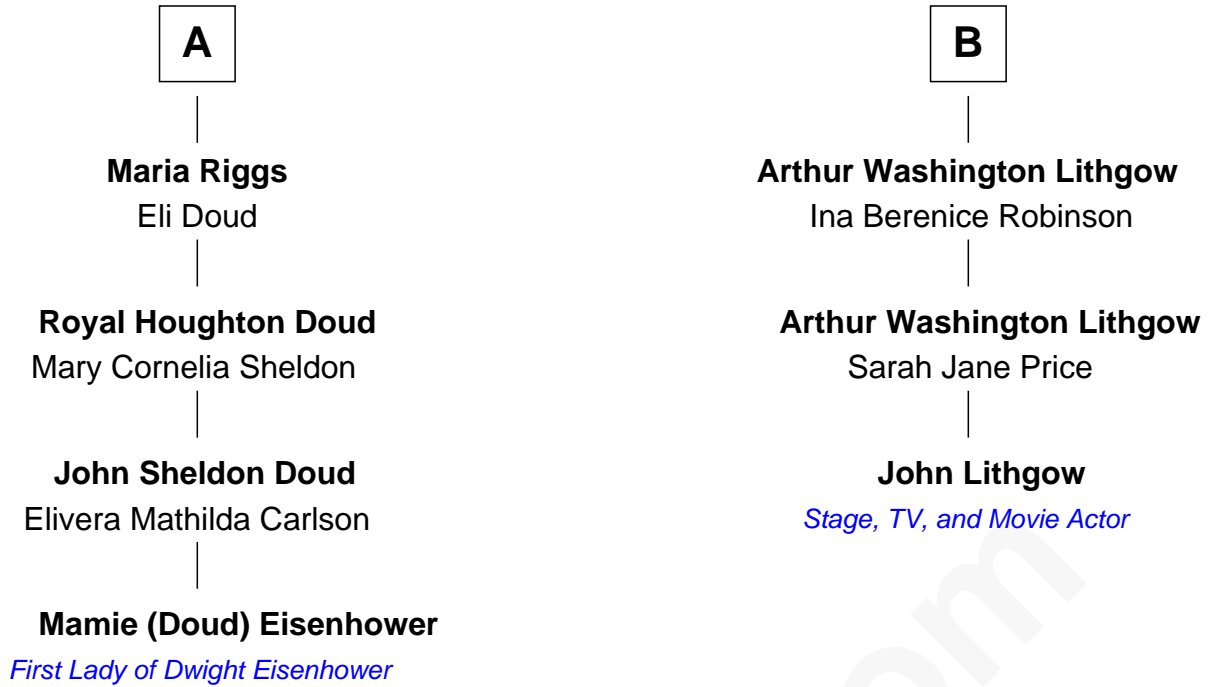 A
B
Maria Riggs
Eli Doud
Arthur Washington Lithgow
Ina Berenice Robinson
Royal Houghton Doud
Mary Cornelia Sheldon
Arthur Washington Lithgow
Sarah Jane Price
John Sheldon Doud
Elivera Mathilda Carlson
John Lithgow
Stage, TV, and Movie Actor
Mamie (Doud) Eisenhower
First Lady of Dwight Eisenhower
om